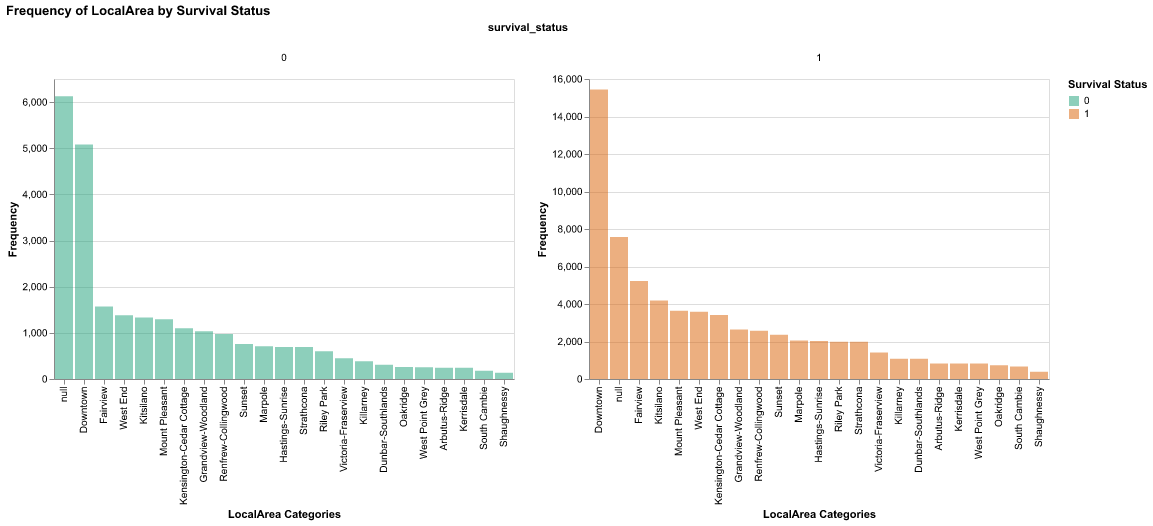 Frequency of LocalArea by Survival Status
survival_status
0
1
Frequency
6,000
5,000
4,000
3,000
2,000
1,000
0
null
Downtown
Fairview
West End
Kitsilano
Mount Pleasant
Kensington-Cedar Cottage
Grandview-Woodland
Renfrew-Collingwood
Sunset
Marpole
Hastings-Sunrise
Strathcona
Riley Park
Victoria-Fraserview
Killarney
Dunbar-Southlands
Oakridge
West Point Grey
Arbutus-Ridge
Kerrisdale
South Cambie
Shaughnessy
LocalArea Categories
Frequency
16,000
14,000
12,000
10,000
8,000
6,000
4,000
2,000
0
Downtown
null
Fairview
Kitsilano
Mount Pleasant
West End
Kensington-Cedar Cottage
Grandview-Woodland
Renfrew-Collingwood
Sunset
Marpole
Hastings-Sunrise
Riley Park
Strathcona
Victoria-Fraserview
Killarney
Dunbar-Southlands
Arbutus-Ridge
Kerrisdale
West Point Grey
Oakridge
South Cambie
Shaughnessy
LocalArea Categories
Survival Status
0
1